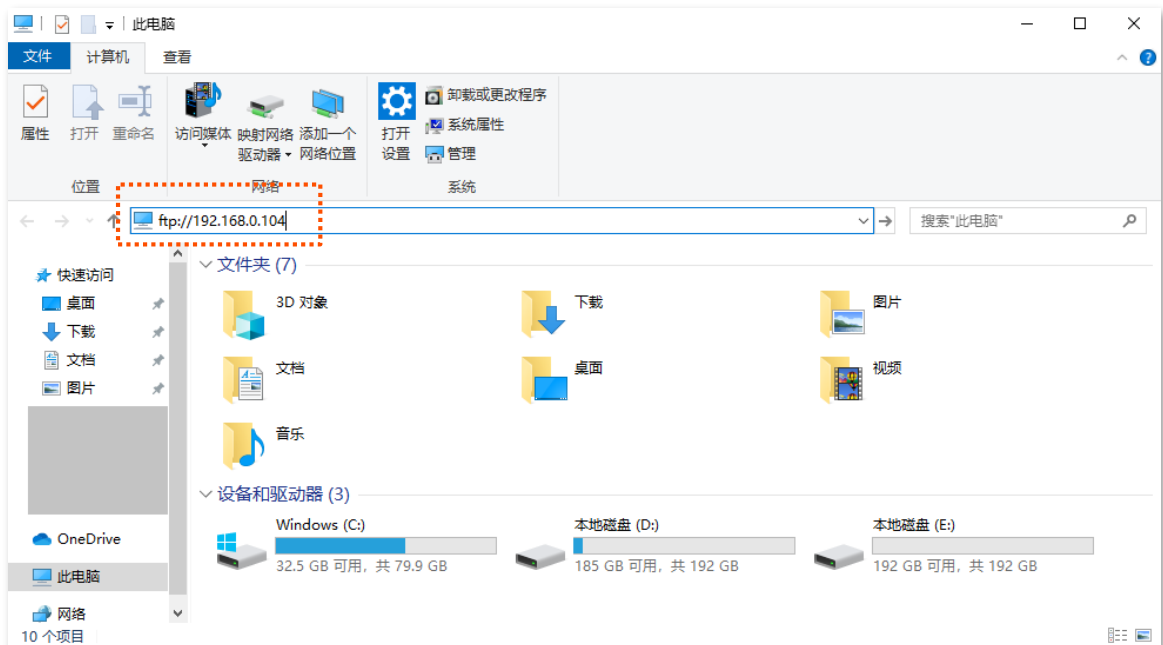 此电脑
文件 计算机 查看
属性 打开 重命名 访问媒体 映射网络驱动器 添加一个网络位置 打开设置 卸载或更改程序
系统属性
管理
位置 网络 系统
ftp://192.168.0.104 搜索"此电脑"
快速访问
桌面
下载
文档
图片
OneDrive
此电脑
网络
文件夹 (7)
3D 对象 下载 图片
文档 桌面 视频
音乐
设备和驱动器 (3)
Windows (C:) 本地磁盘 (D:) 本地磁盘 (E:)
32.5 GB 可用，共 79.9 GB 185 GB 可用，共 192 GB 192 GB 可用，共 192 GB
10 个项目